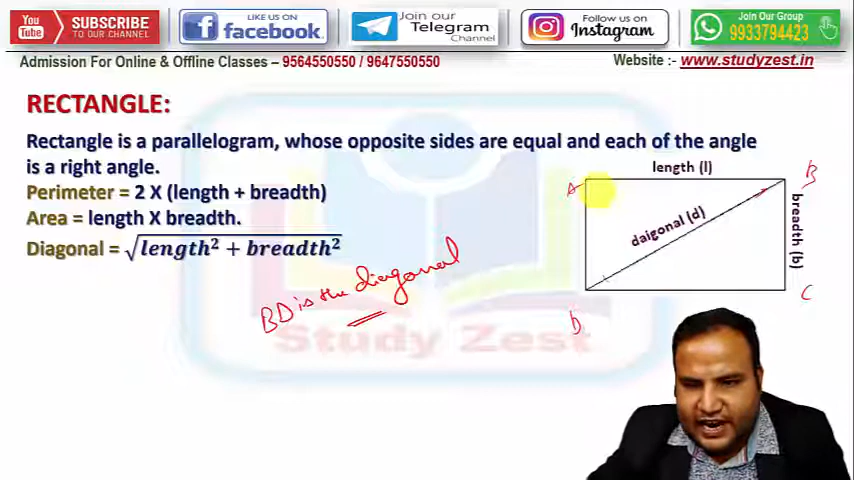 You Tube SUBSCRIBE TO OUR CHANNEL
LIKE US ON facebook
Join our Telegram Channel
Follow us on Instagram
Join Our Group 9933794423
Admission For Online & Offline Classes – 9564550550 / 9647550550
Website :- www.studyzest.in
RECTANGLE:
Rectangle is a parallelogram, whose opposite sides are equal and each of the angle
is a right angle.
Perimeter = 2 X (length + breadth)
Area = length X breadth.
Diagonal = √length² + breadth²
length (l)
A
B
daigonal (d)
breadth (b)
D
C
BD is the diagonal
Study Zest